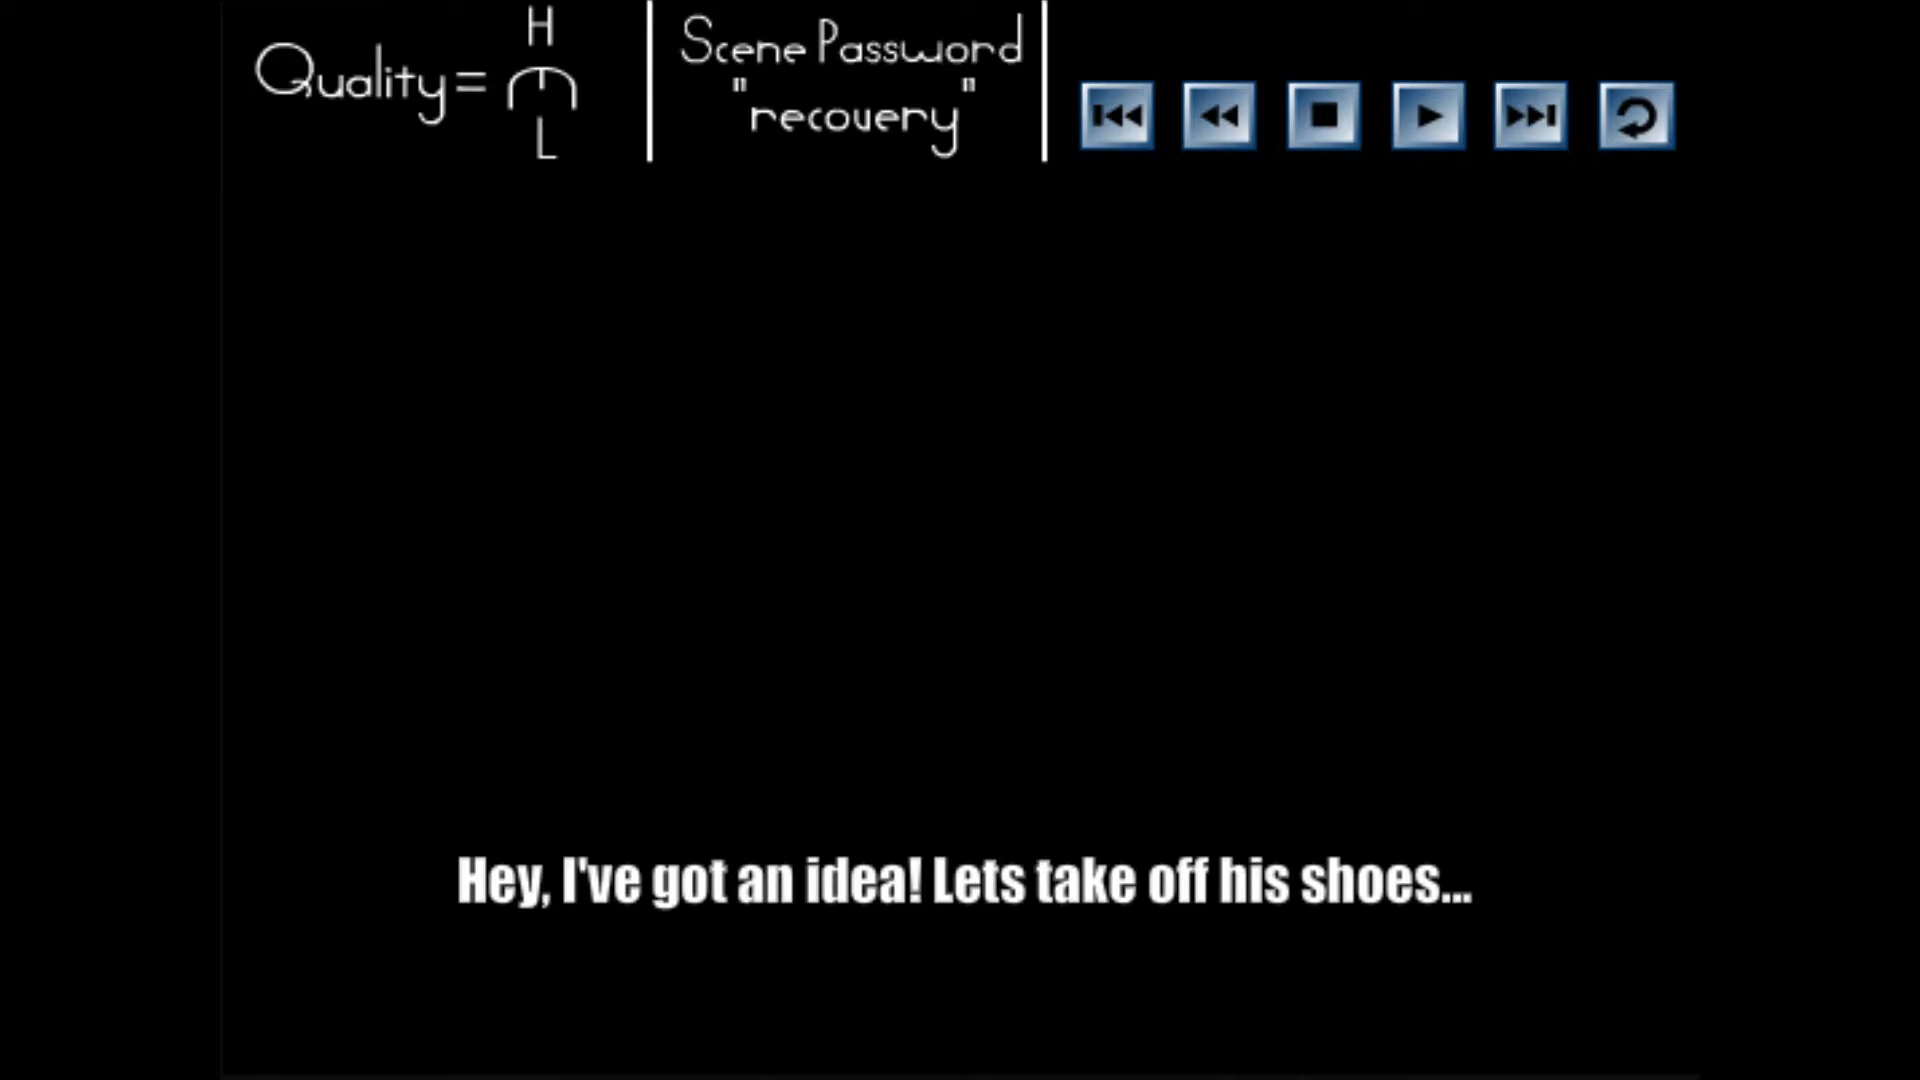 H
Quality= M
L
Scene Password
"recovery"
Hey, I've got an idea! Lets take off his shoes...